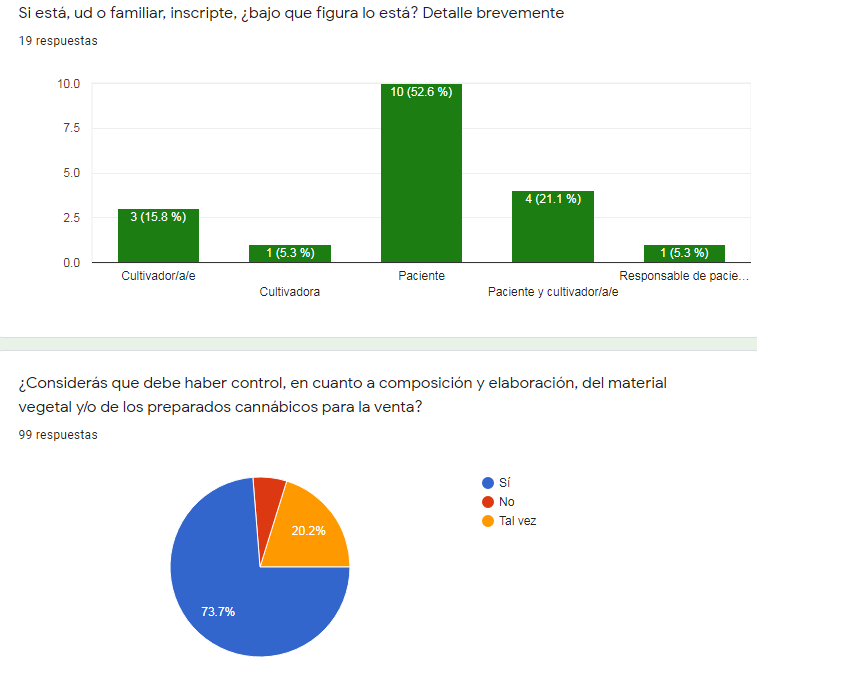 Si está, ud o familiar, inscripte, ¿bajo que figura lo está? Detalle brevemente
19 respuestas
10.0
7.5
5.0
2.5
0.0
3 (15.8 %)
1 (5.3 %)
10 (52.6 %)
4 (21.1 %)
1 (5.3 %)
Cultivador/a/e
Cultivadora
Paciente
Paciente y cultivador/a/e
Responsable de pacie...
¿Considerás que debe haber control, en cuanto a composición y elaboración, del material
vegetal y/o de los preparados cannábicos para la venta?
99 respuestas
Sí
No
Tal vez
20.2%
73.7%